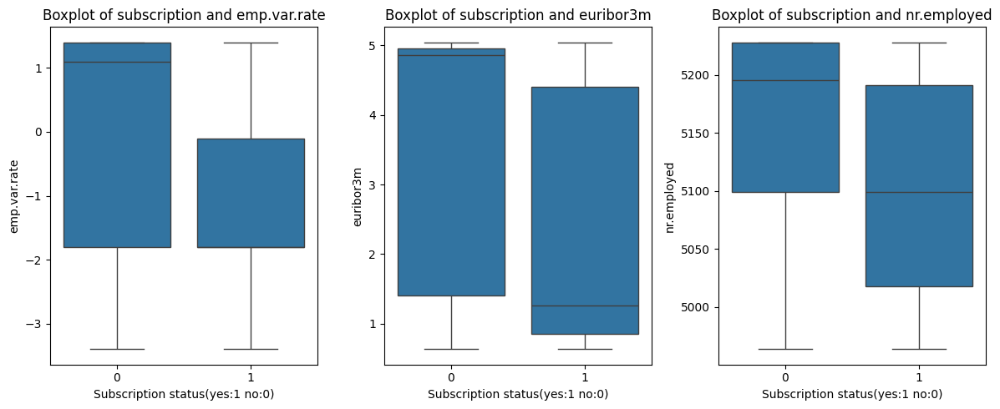 Boxplot of subscription and emp.var.rate
emp.var.rate
1
0
−1
−2
−3
0
1
Subscription status(yes:1 no:0)
Boxplot of subscription and euribor3m
euribor3m
5
4
3
2
1
0
1
Subscription status(yes:1 no:0)
Boxplot of subscription and nr.employed
nr.employed
5200
5150
5100
5050
5000
0
1
Subscription status(yes:1 no:0)